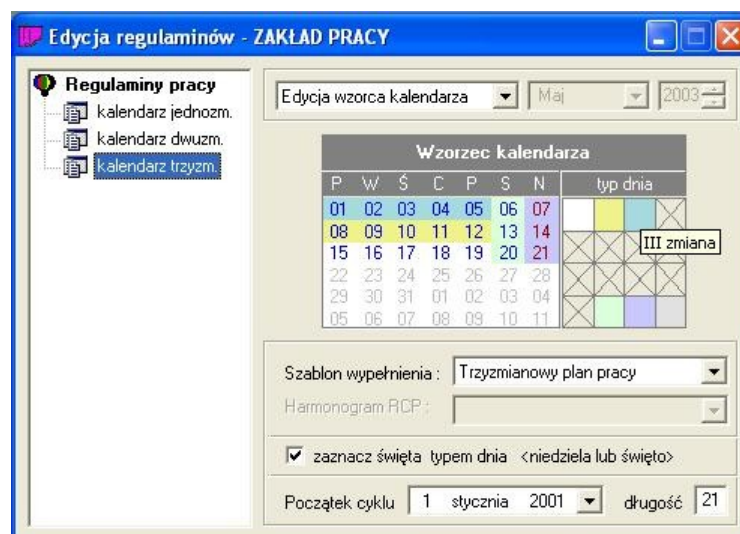 Edycja regulaminów - ZAKŁAD PRACY
Regulaminy pracy
kalendarz jednozm.
kalendarz dwuzm.
kalendarz trzyzm.
Edycja wzorca kalendarza Maj 2003
Wzorzec kalendarza
P W Ś C P S N typ dnia
01 02 03 04 05 06 07
08 09 10 11 12 13 14
III zmiana
15 16 17 18 19 20 21
22 23 24 25 26 27 28
29 30 31 01 02 03 04
05 06 07 08 09 10 11
Szablon wypełnienia : Trzyzmianowy plan pracy
Harmonogram RCP :
zaznacz święta typem dnia <niedziela lub święto>
Początek cyklu 1 stycznia 2001 długość 21